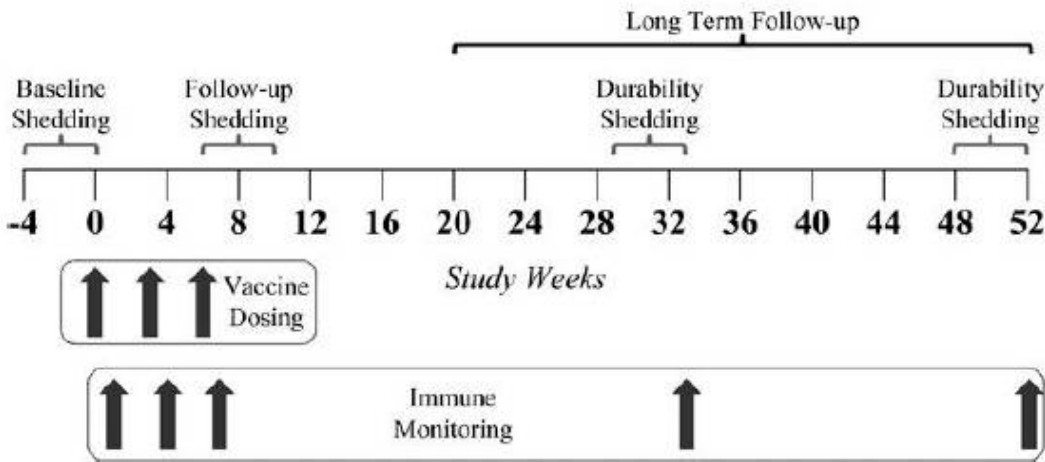 Long Term Follow-up
Baseline
Shedding
Follow-up
Shedding
Durability
Shedding
Durability
Shedding
-4 0 4 8 12 16 20 24 28 32 36 40 44 48 52
Study Weeks
Vaccine
Dosing
Immune
Monitoring